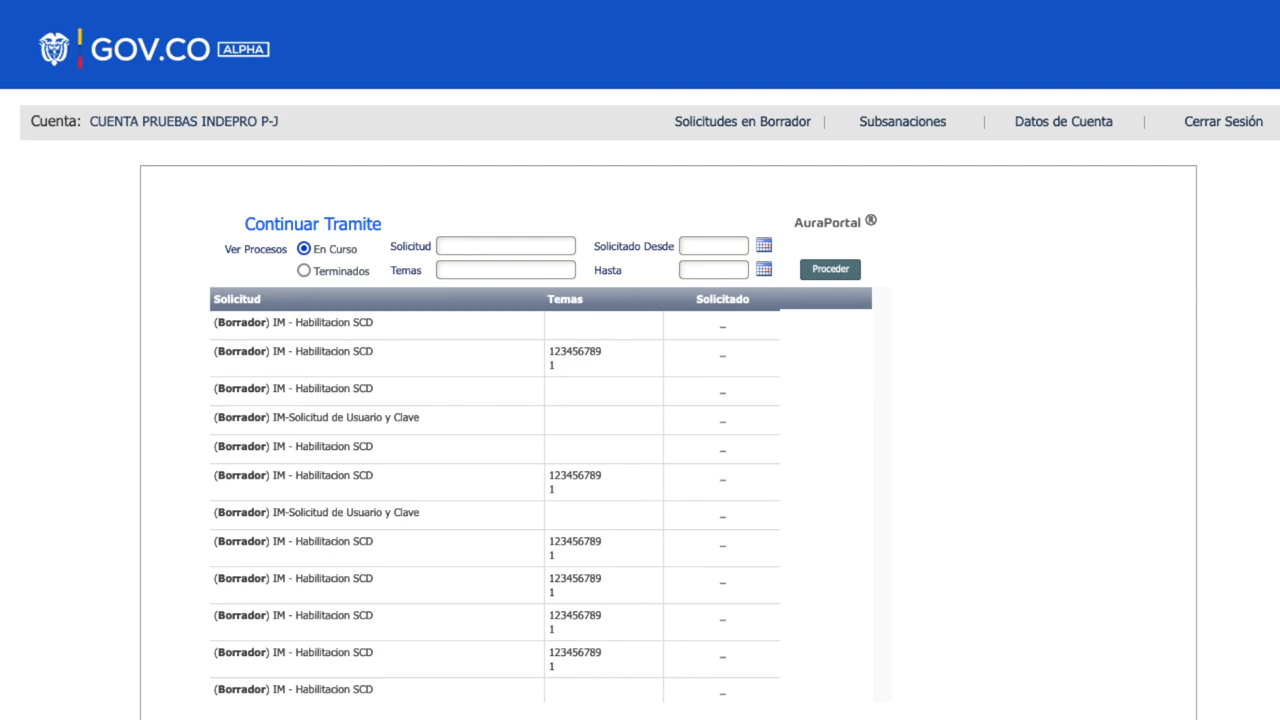 GOV.CO ALPHA
Cuenta: CUENTA PRUEBAS INDEPRO P-J Solicitudes en Borrador | Subsanaciones | Datos de Cuenta | Cerrar Sesión
Continuar Tramite AuraPortal ®
Ver Procesos En Curso Solicitud Solicitado Desde
Terminados Temas Hasta Proceder
Solicitud Temas Solicitado
(Borrador) IM - Habilitacion SCD _
(Borrador) IM - Habilitacion SCD 123456789 _
1
(Borrador) IM - Habilitacion SCD _
(Borrador) IM-Solicitud de Usuario y Clave _
(Borrador) IM - Habilitacion SCD _
(Borrador) IM - Habilitacion SCD 123456789 _
1
(Borrador) IM-Solicitud de Usuario y Clave _
(Borrador) IM - Habilitacion SCD 123456789 _
1
(Borrador) IM - Habilitacion SCD 123456789 _
1
(Borrador) IM - Habilitacion SCD 123456789 _
1
(Borrador) IM - Habilitacion SCD 123456789 _
1
(Borrador) IM - Habilitacion SCD _